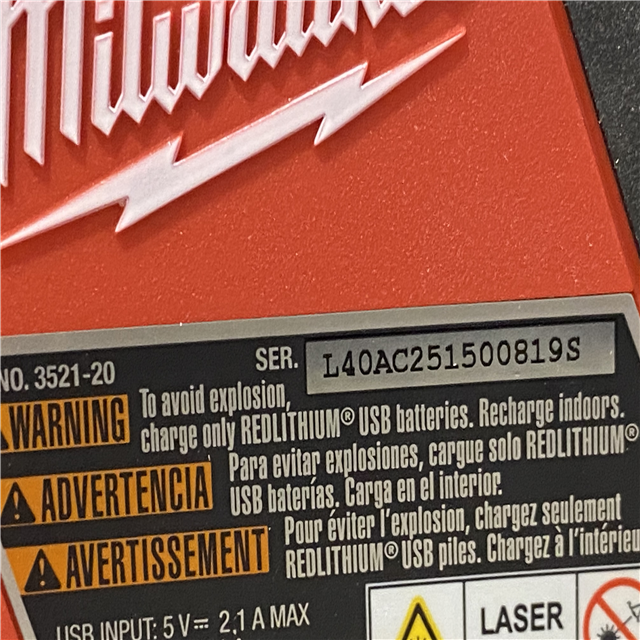 Milwaukee
NO. 3521-20
SER. L40AC251500819S
WARNING To avoid explosion,
charge only REDLITHIUM® USB batteries. Recharge indoors.
ADVERTENCIA Para evitar explosiones, cargue solo REDLITHIUM®
USB baterías. Carga en el interior.
AVERTISSEMENT Pour éviter l'explosion, chargez seulement
REDLITHIUM® USB piles. Chargez à l'intérieu
USB INPUT: 5 V⎓ 2,1 A MAX
LASER